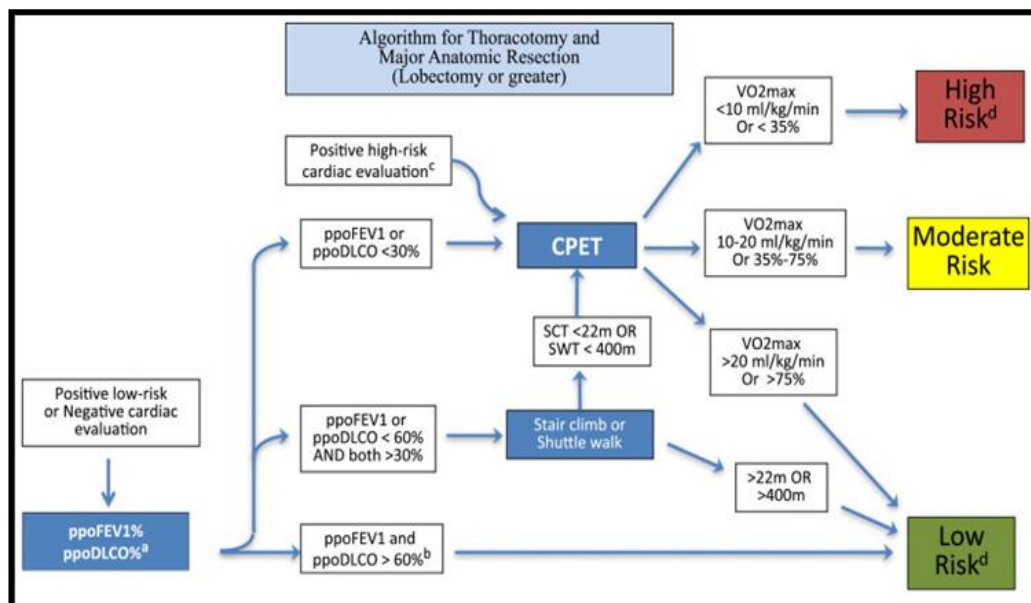 Algorithm for Thoracotomy and
Major Anatomic Resection
(Lobectomy or greater)
VO2max
<10 ml/kg/min
Or < 35%
High
Riskᵈ
Positive high-risk
cardiac evaluationᶜ
ppoFEV1 or
ppoDLCO <30%
CPET
VO2max
10-20 ml/kg/min
Or 35%-75%
Moderate
Risk
SCT <22m OR
SWT < 400m
VO2max
>20 ml/kg/min
Or >75%
Positive low-risk
or Negative cardiac
evaluation
ppoFEV1 or
ppoDLCO < 60%
AND both >30%
Stair climb or
Shuttle walk
>22m OR
>400m
ppoFEV1%
ppoDLCO%ᵃ
ppoFEV1 and
ppoDLCO > 60%ᵇ
Low
Riskᵈ